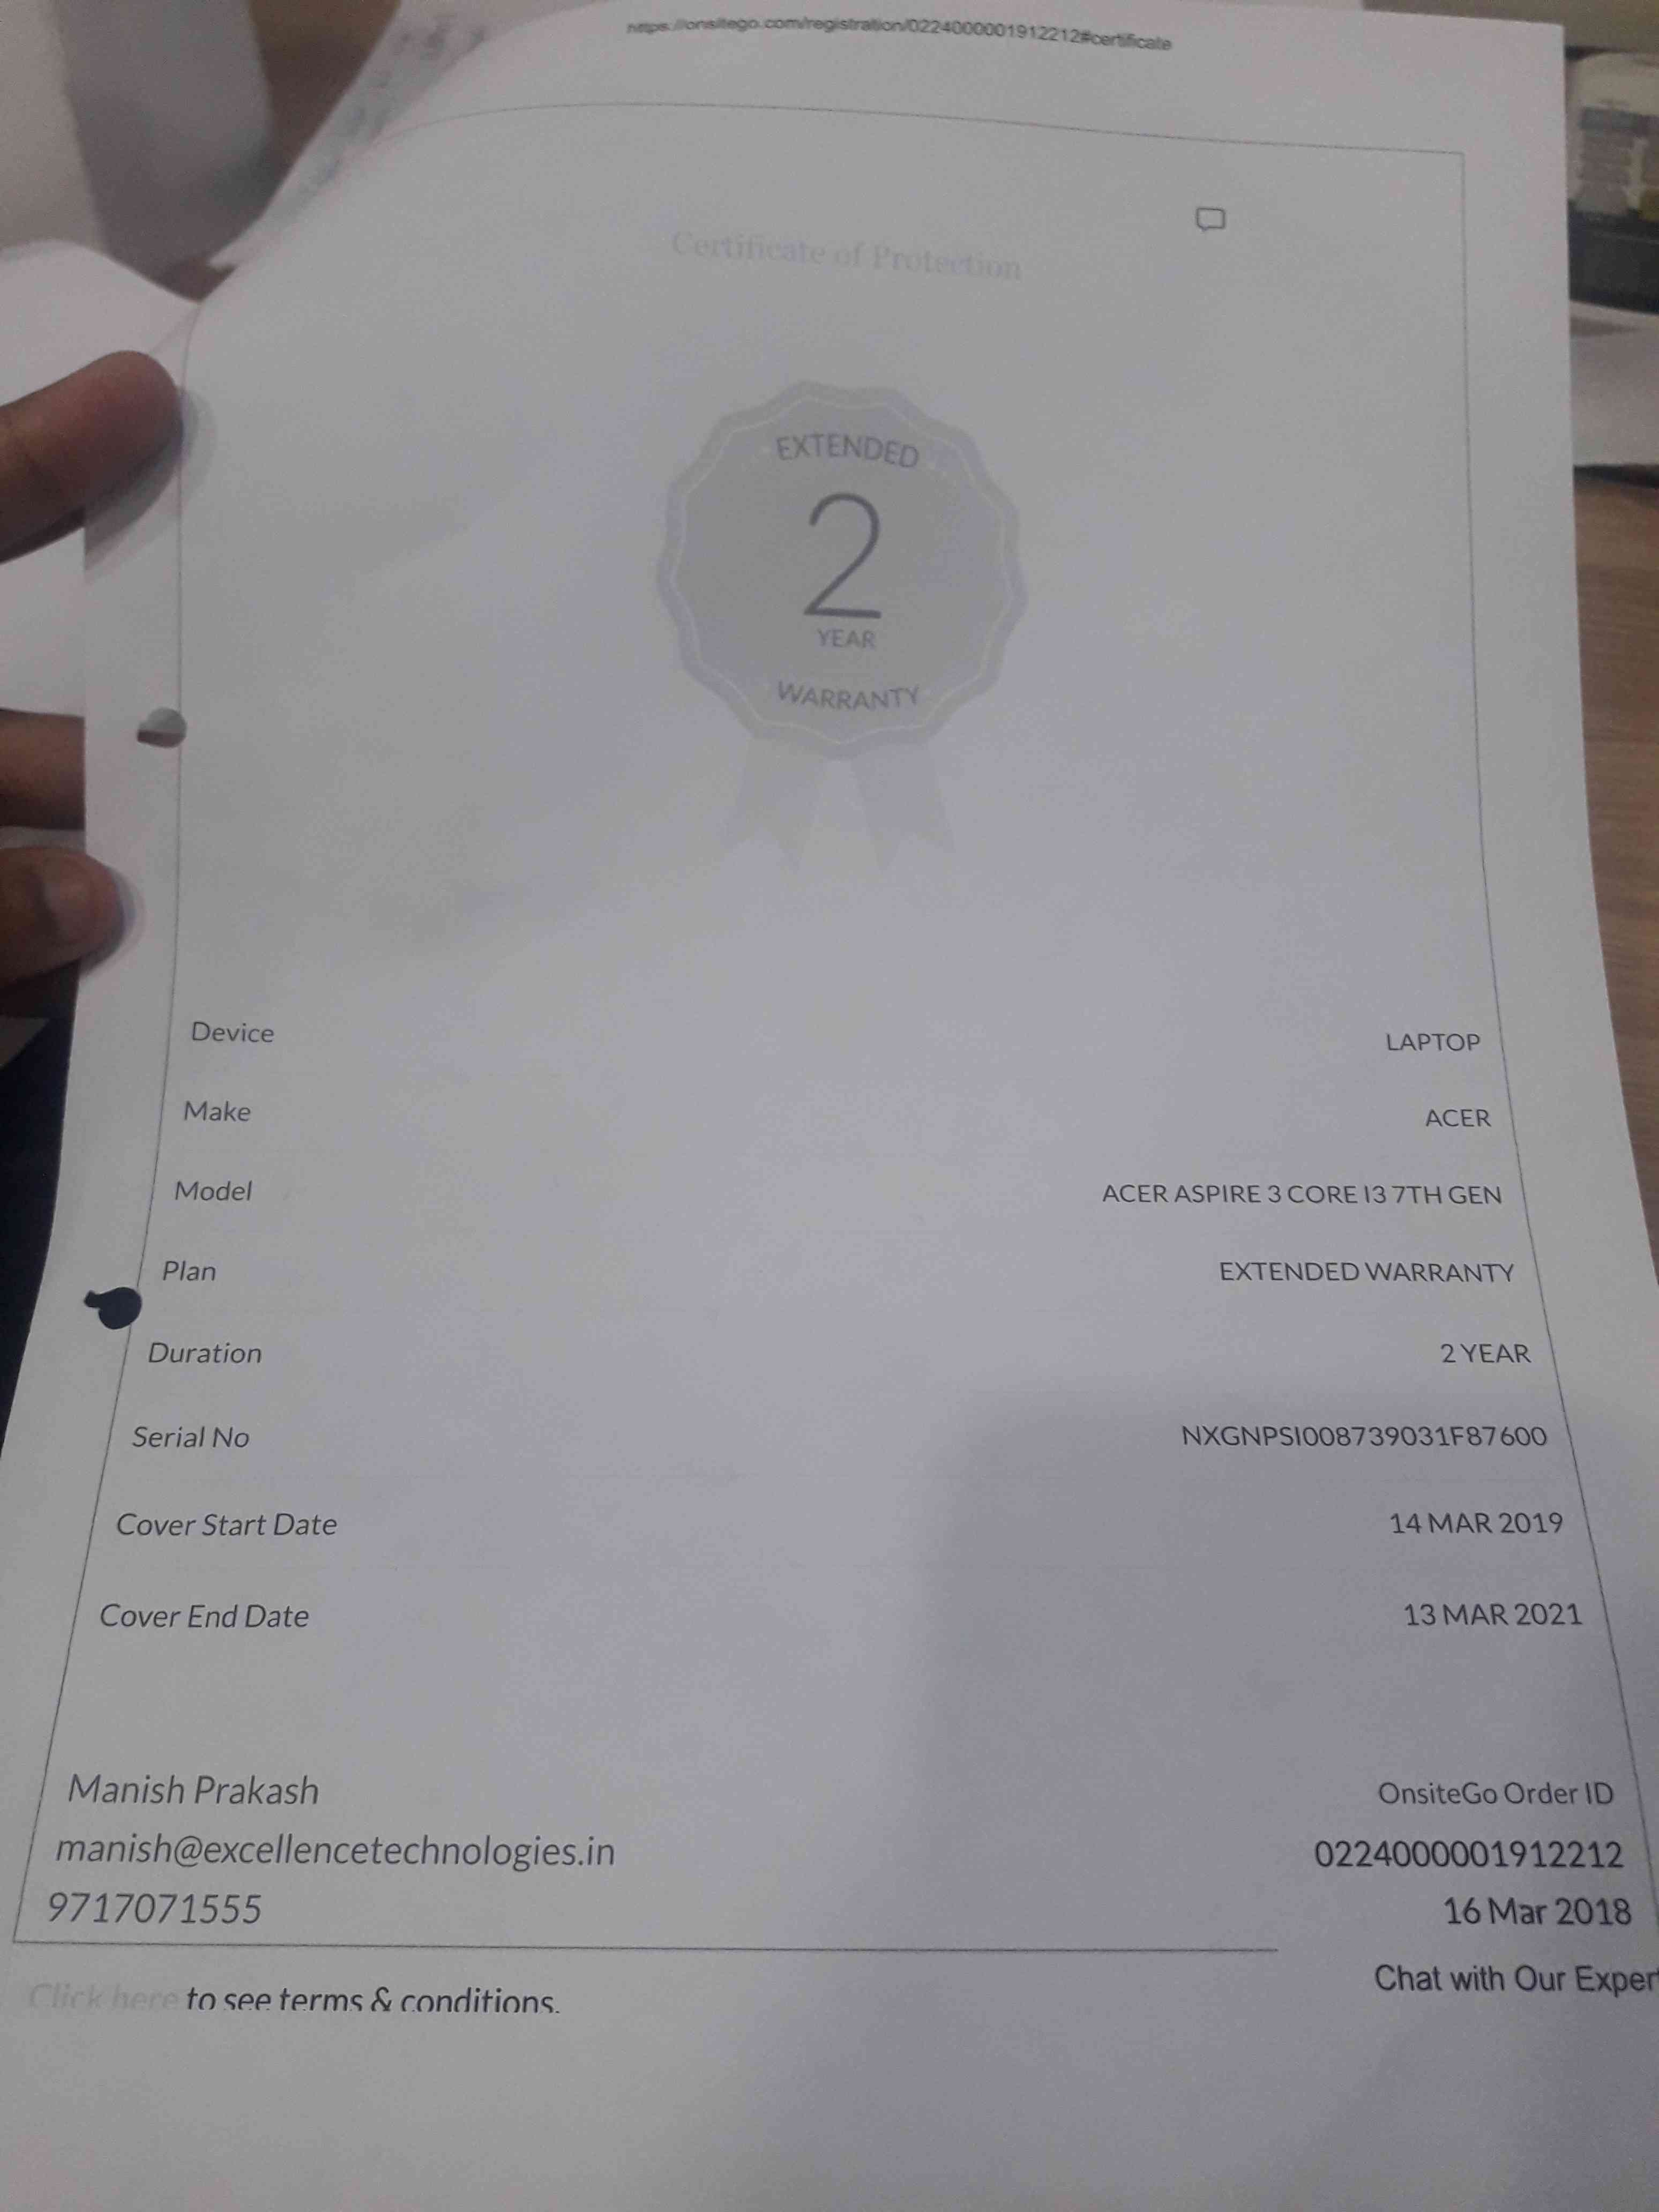 https://onsitego.com/registration/0224000001912212#certificate
Certificate of Protection
EXTENDED
2
YEAR
WARRANTY
Device LAPTOP
Make ACER
Model ACER ASPIRE 3 CORE I3 7TH GEN
Plan EXTENDED WARRANTY
Duration 2 YEAR
Serial No NXGNPSI008739031F87600
Cover Start Date 14 MAR 2019
Cover End Date 13 MAR 2021
Manish Prakash OnsiteGo Order ID
manish@excellencetechnologies.in 0224000001912212
9717071555 16 Mar 2018
Click here to see terms & conditions. Chat with Our Exper